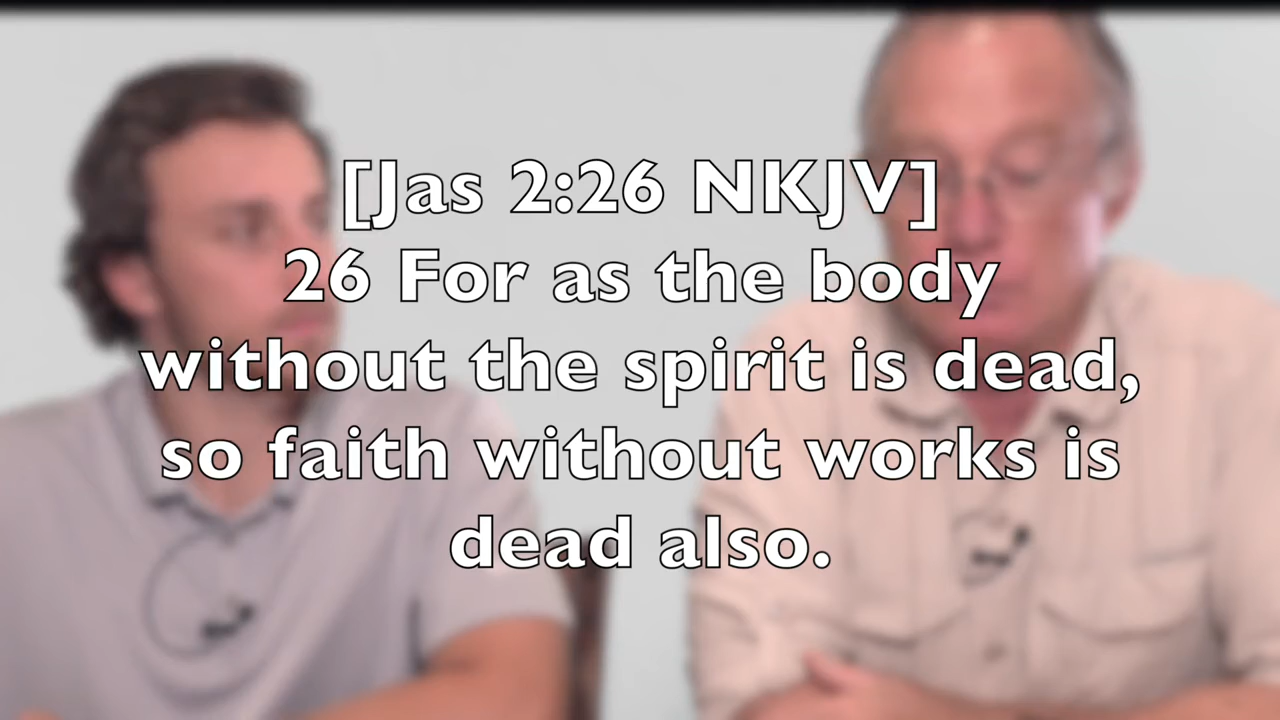 [Jas 2:26 NKJV]
26 For as the body
without the spirit is dead,
so faith without works is
dead also.